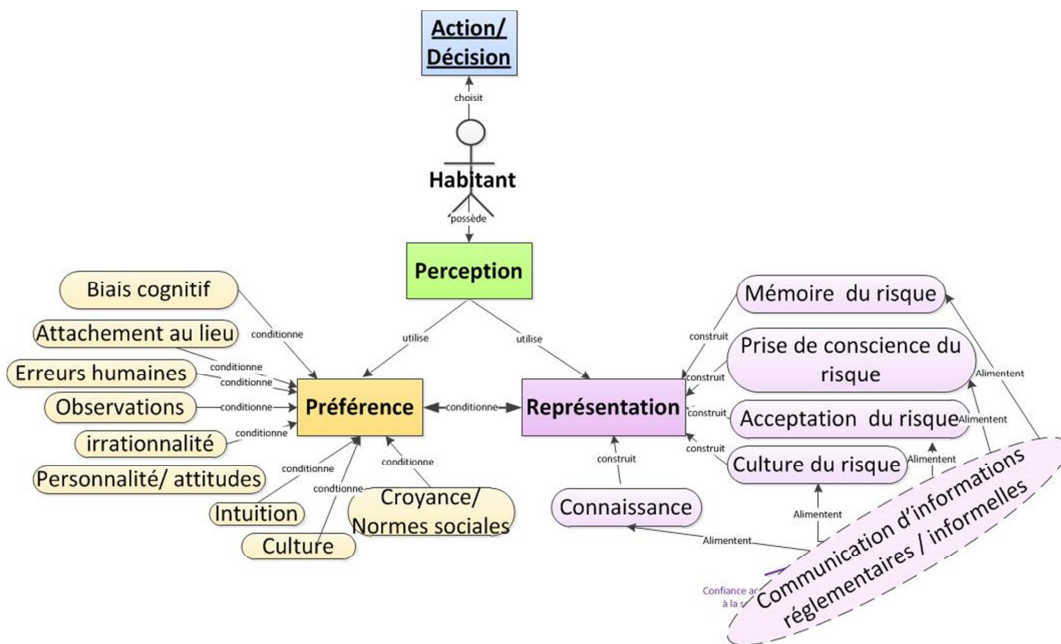 Action/
Décision
choisit
Habitant
possède
Perception
Biais cognitif
Attachement au lieu
Erreurs humaines
Observations
irrationnalité
Personnalité/ attitudes
Intuition
Culture
Croyance/
Normes sociales
conditionne
conditionne
conditionne
conditionne
conditionne
conditionne
conditionne
conditionne
utilise
utilise
Préférence
conditionne
Représentation
construit
construit
construit
construit
construit
Mémoire du risque
Prise de conscience du
risque
Acceptation du risque
Culture du risque
Connaissance
Alimentent
Alimentent
Alimentent
Alimentent
Alimentent
Communication d'informations
réglementaires / informelles
Confiance
à la